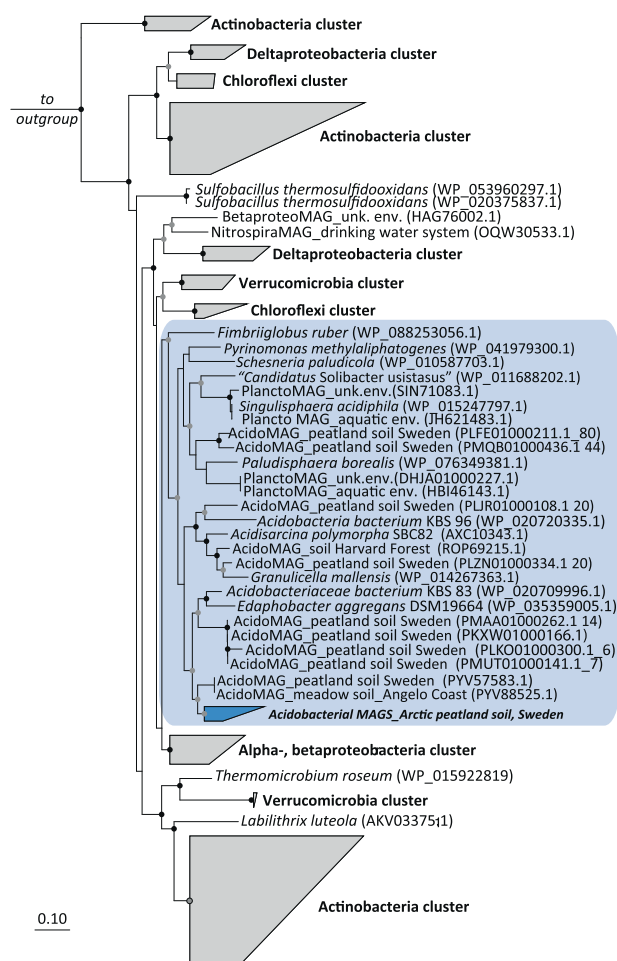 Actinobacteria cluster
Deltaproteobacteria cluster
Chloroflexi cluster
to
outgroup
Actinobacteria cluster
Sulfobacillus thermosulfidooxidans (WP_053960297.1)
Sulfobacillus thermosulfidooxidans (WP_020375837.1)
BetaproteoMAG_unk. env. (HAG76002.1)
NitrospiraMAG_drinking water system (OQW30533.1)
Deltaproteobacteria cluster
Verrucomicrobia cluster
Chloroflexi cluster
Fimbriiglobus ruber (WP_088253056.1)
Pyrinomonas methylaliphatogenes (WP_041979300.1)
Schesneria paludicola (WP_010587703.1)
“Candidatus Solibacter usistasus” (WP_011688202.1)
PlanctoMAG_unk.env.(SIN71083.1)
Singulisphaera acidiphila (WP_015247797.1)
Plancto MAG_aquatic env. (JH621483.1)
AcidoMAG_peatland soil Sweden (PLFE01000211.1_80)
AcidoMAG_peatland soil Sweden (PMQB01000436.1 44)
Paludisphaera borealis (WP_076349381.1)
PlanctoMAG_unk.env.(DHJA01000227.1)
PlanctoMAG_aquatic env. (HBI46143.1)
AcidoMAG_peatland soil Sweden (PLJR01000108.1 20)
Acidobacteria bacterium KBS 96 (WP_020720335.1)
Acidisarcina polymorpha SBC82 (AXC10343.1)
AcidoMAG_soil Harvard Forest (ROP69215.1)
AcidoMAG_peatland soil Sweden (PLZN01000334.1 20)
Granulicella mallensis (WP_014267363.1)
Acidobacteriaceae bacterium KBS 83 (WP_020709996.1)
Edaphobacter aggregans DSM19664 (WP_035359005.1)
AcidoMAG_peatland soil Sweden (PMAA01000262.1 14)
AcidoMAG_peatland soil Sweden (PKXW01000166.1)
AcidoMAG_peatland soil Sweden (PLKO01000300.1_6)
AcidoMAG_peatland soil Sweden (PMUT01000141.1_7)
AcidoMAG_peatland soil Sweden (PYV57583.1)
AcidoMAG_meadow soil_Angelo Coast (PYV88525.1)
Acidobacterial MAGS_Arctic peatland soil, Sweden
Alpha-, betaproteobacteria cluster
Thermomicrobium roseum (WP_015922819)
Verrucomicrobia cluster
Labilithrix luteola (AKV03375.1)
Actinobacteria cluster
0.10